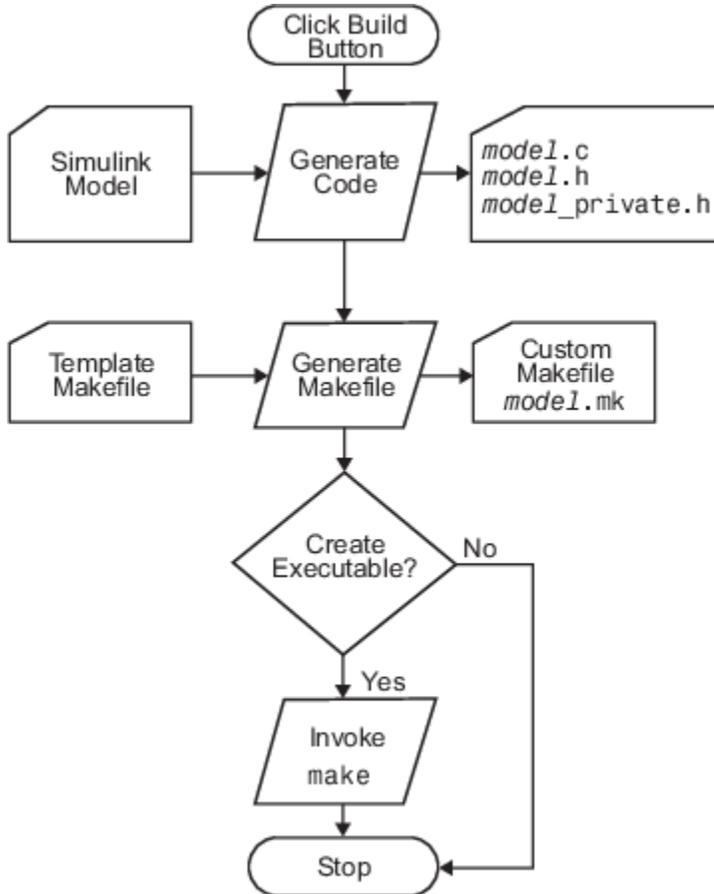 Click Build
Button
Simulink
Model
Generate
Code
model.c
model.h
model_private.h
Template
Makefile
Generate
Makefile
Custom
Makefile
model.mk
Create
Executable?
No
Yes
Invoke
make
Stop